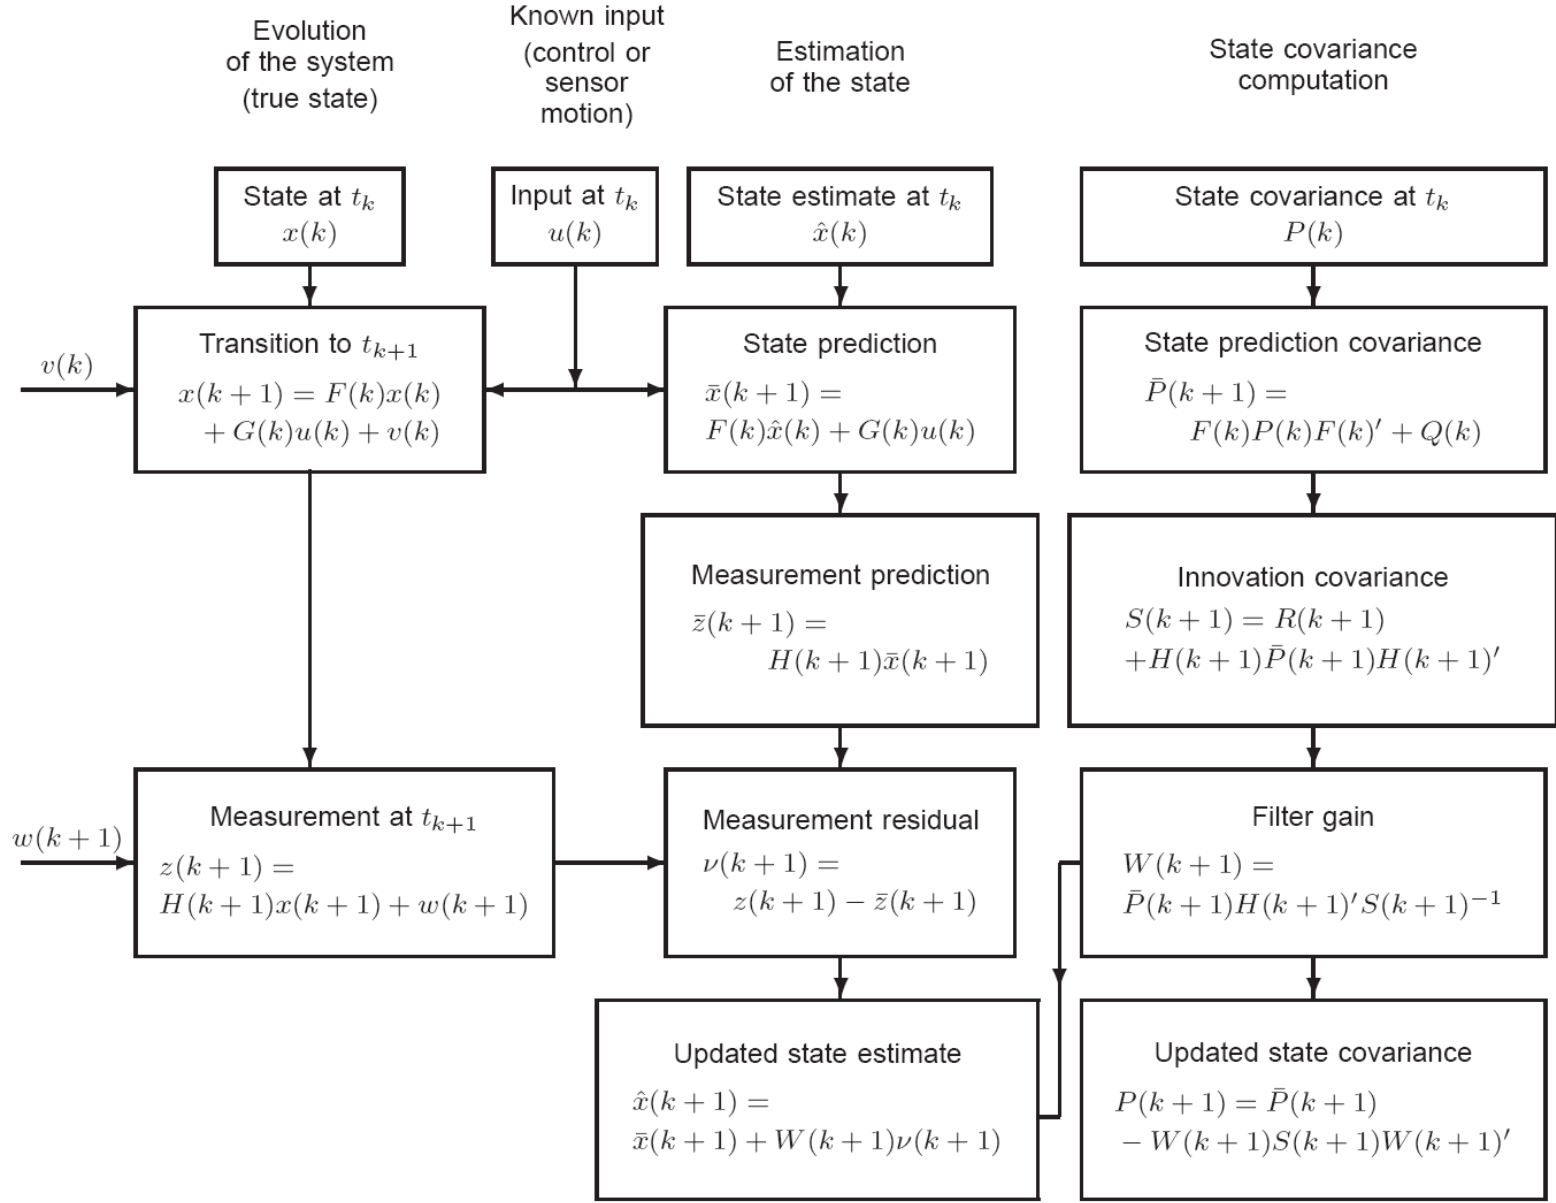 Evolution
of the system
(true state)
Known input
(control or
sensor
motion)
Estimation
of the state
State covariance
computation
State at t_k
x(k)
Input at t_k
u(k)
State estimate at t_k
x̂(k)
State covariance at t_k
P(k)
v(k)
Transition to t_{k+1}
x(k + 1) = F(k)x(k)
+ G(k)u(k) + v(k)
State prediction
x̄(k + 1) =
F(k)x̂(k) + G(k)u(k)
State prediction covariance
P̄(k + 1) =
F(k)P(k)F(k)′ + Q(k)
Measurement prediction
z̄(k + 1) =
H(k + 1)x̄(k + 1)
Innovation covariance
S(k + 1) = R(k + 1)
+H(k + 1)P̄(k + 1)H(k + 1)′
w(k + 1)
Measurement at t_{k+1}
z(k + 1) =
H(k + 1)x(k + 1) + w(k + 1)
Measurement residual
ν(k + 1) =
z(k + 1) − z̄(k + 1)
Filter gain
W(k + 1) =
P̄(k + 1)H(k + 1)′S(k + 1)^{−1}
Updated state estimate
x̂(k + 1) =
x̄(k + 1) + W(k + 1)ν(k + 1)
Updated state covariance
P(k + 1) = P̄(k + 1)
− W(k + 1)S(k + 1)W(k + 1)′